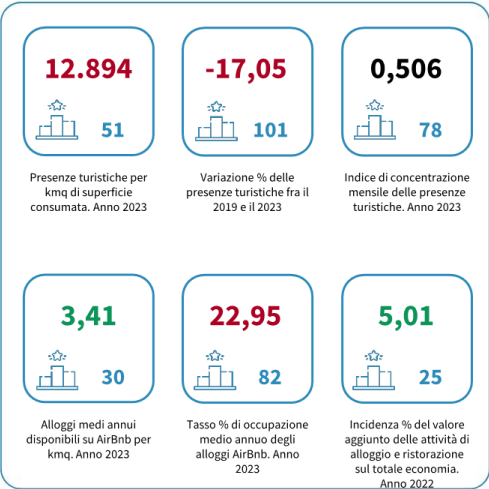 12.894
51
Presenze turistiche per
kmq di superficie
consumata. Anno 2023
-17,05
101
Variazione % delle
presenze turistiche fra il
2019 e il 2023
0,506
78
Indice di concentrazione
mensile delle presenze
turistiche. Anno 2023
3,41
30
Alloggi medi annui
disponibili su AirBnb per
kmq. Anno 2023
22,95
82
Tasso % di occupazione
medio annuo degli
alloggi AirBnb. Anno
2023
5,01
25
Incidenza % del valore
aggiunto delle attività di
alloggio e ristorazione
sul totale economia.
Anno 2022